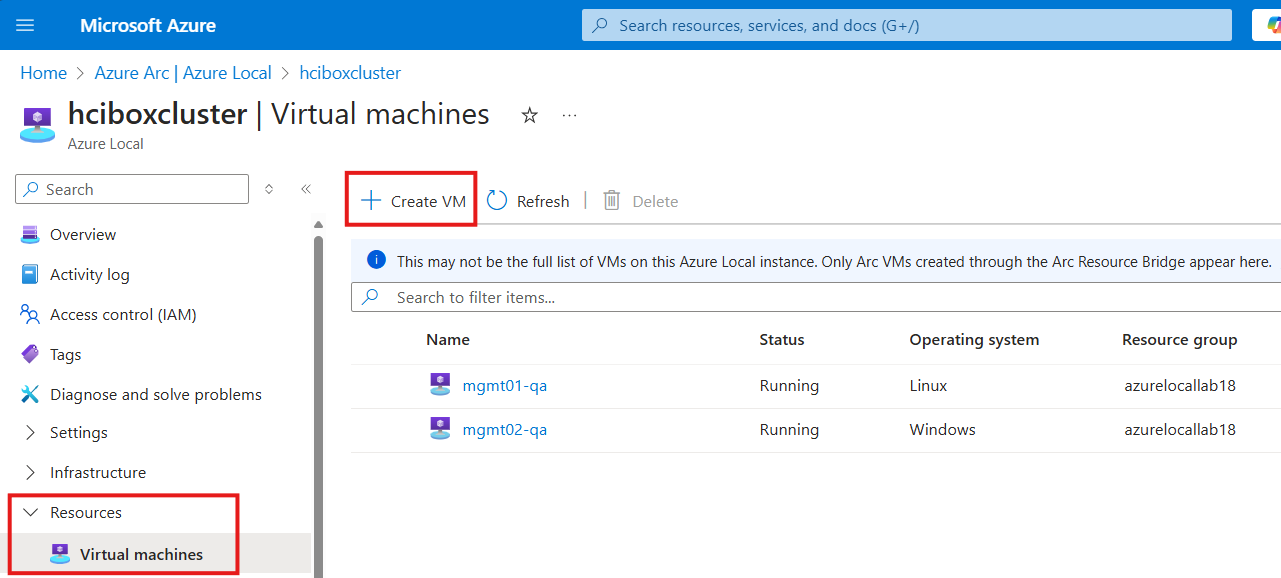 Microsoft Azure
Search resources, services, and docs (G+/)
Home > Azure Arc | Azure Local > hciboxcluster
hciboxcluster | Virtual machines
Azure Local
Search
Overview
Activity log
Access control (IAM)
Tags
Diagnose and solve problems
Settings
Infrastructure
Resources
Virtual machines
Create VM Refresh Delete
This may not be the full list of VMs on this Azure Local instance. Only Arc VMs created through the Arc Resource Bridge appear here.
Search to filter items...
Name Status Operating system Resource group
mgmt01-qa Running Linux azurelocallab18
mgmt02-qa Running Windows azurelocallab18